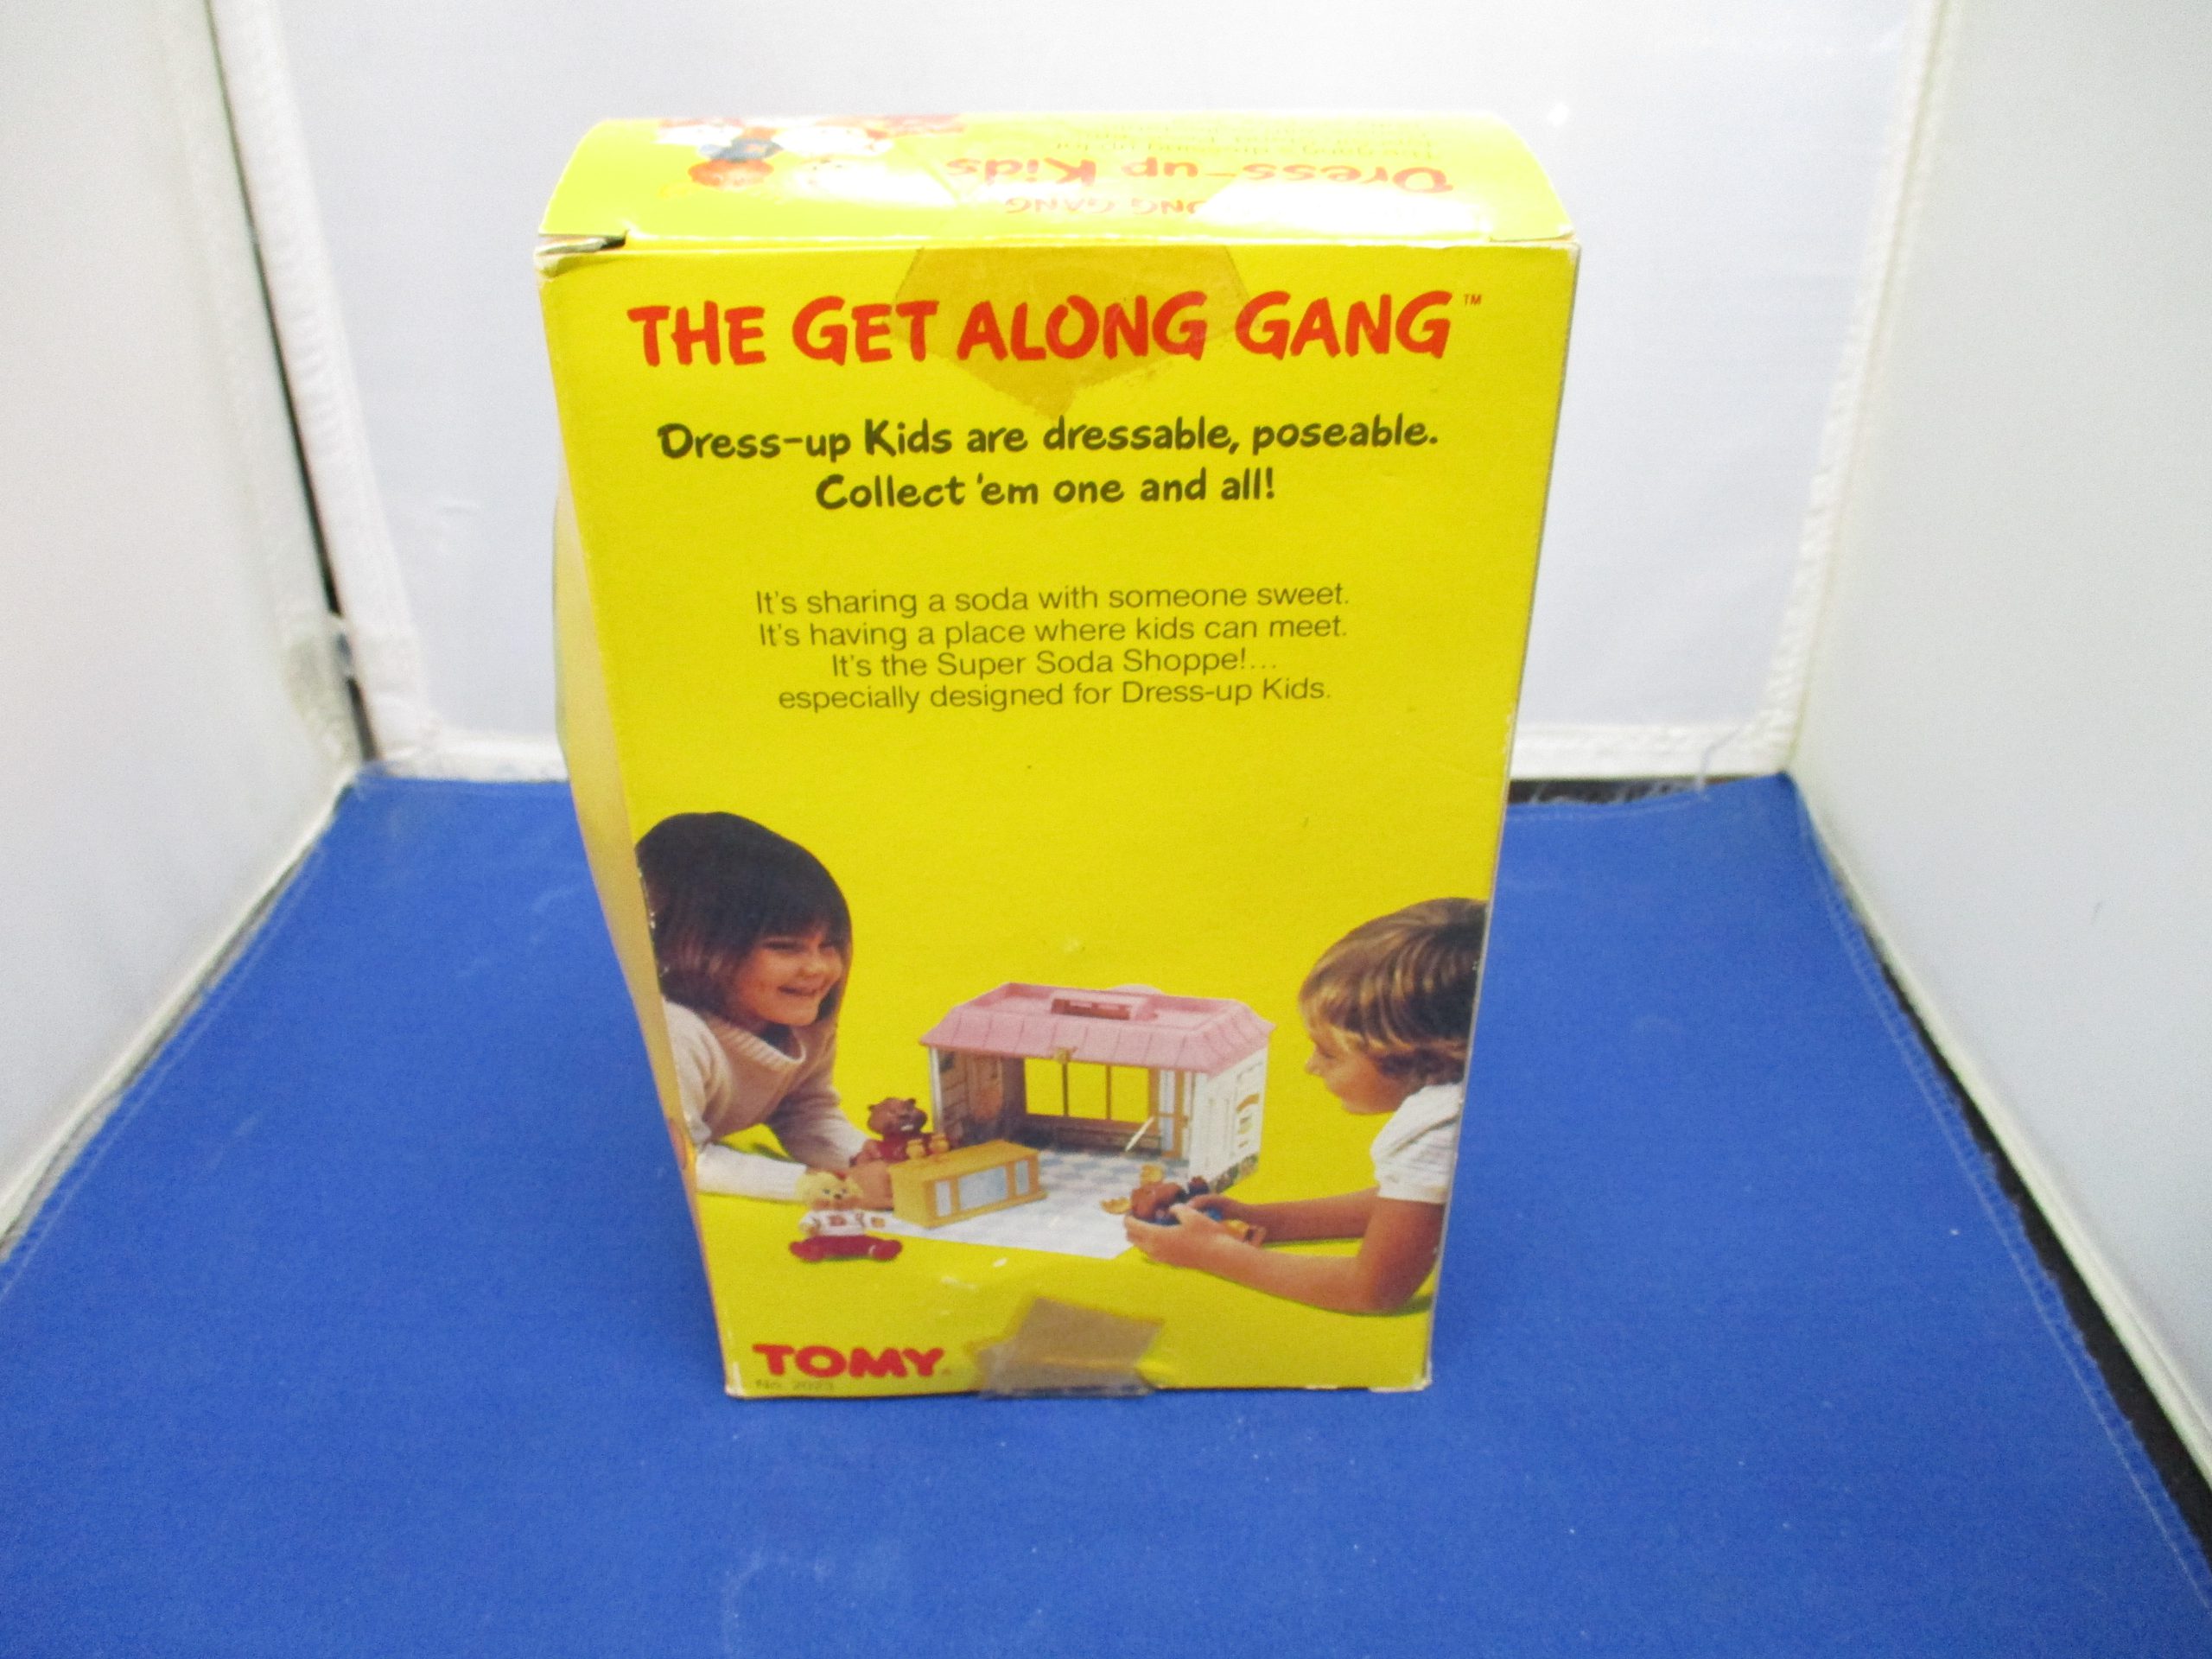 Dress-up Kids
GANG
THE GET ALONG GANG™
Dress-up Kids are dressable, poseable.
Collect 'em one and all!
It's sharing a soda with someone sweet.
It's having a place where kids can meet.
It's the Super Soda Shoppe!...
especially designed for Dress-up Kids.
TOMY
No.